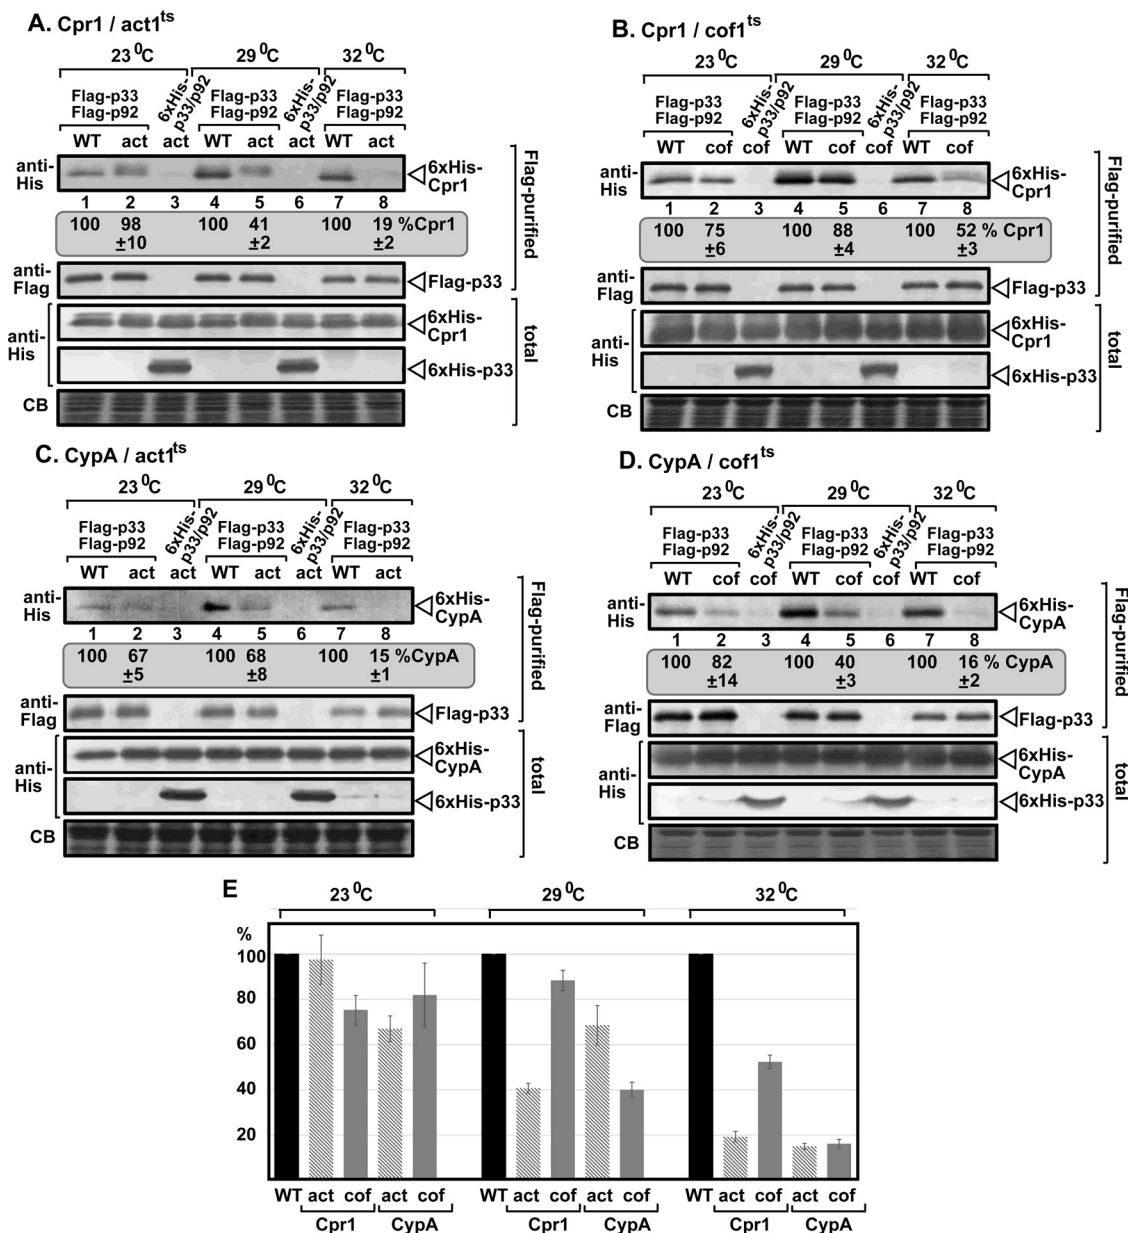 A. Cpr1 / act1ts
23 0C 29 0C 32 0C
Flag-p33 Flag-p92
6xHis-p33/p92
Flag-p33 Flag-p92
6xHis-p33/p92
Flag-p33 Flag-p92
WT act act WT act act WT act
anti-His
6xHis-Cpr1
1 2 3 4 5 6 7 8
100 98 100 41 100 19 %Cpr1
±10 ±2 ±2
anti-Flag
Flag-p33
Flag-purified
anti-His
6xHis-Cpr1
6xHis-p33
CB
total
B. Cpr1 / cof1ts
23 0C 29 0C 32 0C
Flag-p33 Flag-p92
6xHis-p33/p92
Flag-p33 Flag-p92
6xHis-p33/p92
Flag-p33 Flag-p92
WT cof cof WT cof cof WT cof
anti-His
6xHis-Cpr1
1 2 3 4 5 6 7 8
100 75 100 88 100 52 % Cpr1
±6 ±4 ±3
anti-Flag
Flag-p33
Flag-purified
anti-His
6xHis-Cpr1
6xHis-p33
CB
total
C. CypA / act1ts
23 0C 29 0C 32 0C
Flag-p33 Flag-p92
6xHis-p33/p92
Flag-p33 Flag-p92
6xHis-p33/p92
Flag-p33 Flag-p92
WT act act WT act act WT act
anti-His
6xHis-CypA
1 2 3 4 5 6 7 8
100 67 100 68 100 15 %CypA
±5 ±8 ±1
anti-Flag
Flag-p33
Flag-purified
anti-His
6xHis-CypA
6xHis-p33
CB
total
D. CypA / cof1ts
23 0C 29 0C 32 0C
Flag-p33 Flag-p92
6xHis-p33/p92
Flag-p33 Flag-p92
6xHis-p33/p92
Flag-p33 Flag-p92
WT cof cof WT cof cof WT cof
anti-His
6xHis-CypA
1 2 3 4 5 6 7 8
100 82 100 40 100 16 % CypA
±14 ±3 ±2
anti-Flag
Flag-p33
Flag-purified
anti-His
6xHis-CypA
6xHis-p33
CB
total
E
23 0C 29 0C 32 0C
%
100
80
60
40
20
WT act cof act cof WT act cof act cof WT act cof act cof
Cpr1 CypA Cpr1 CypA Cpr1 CypA